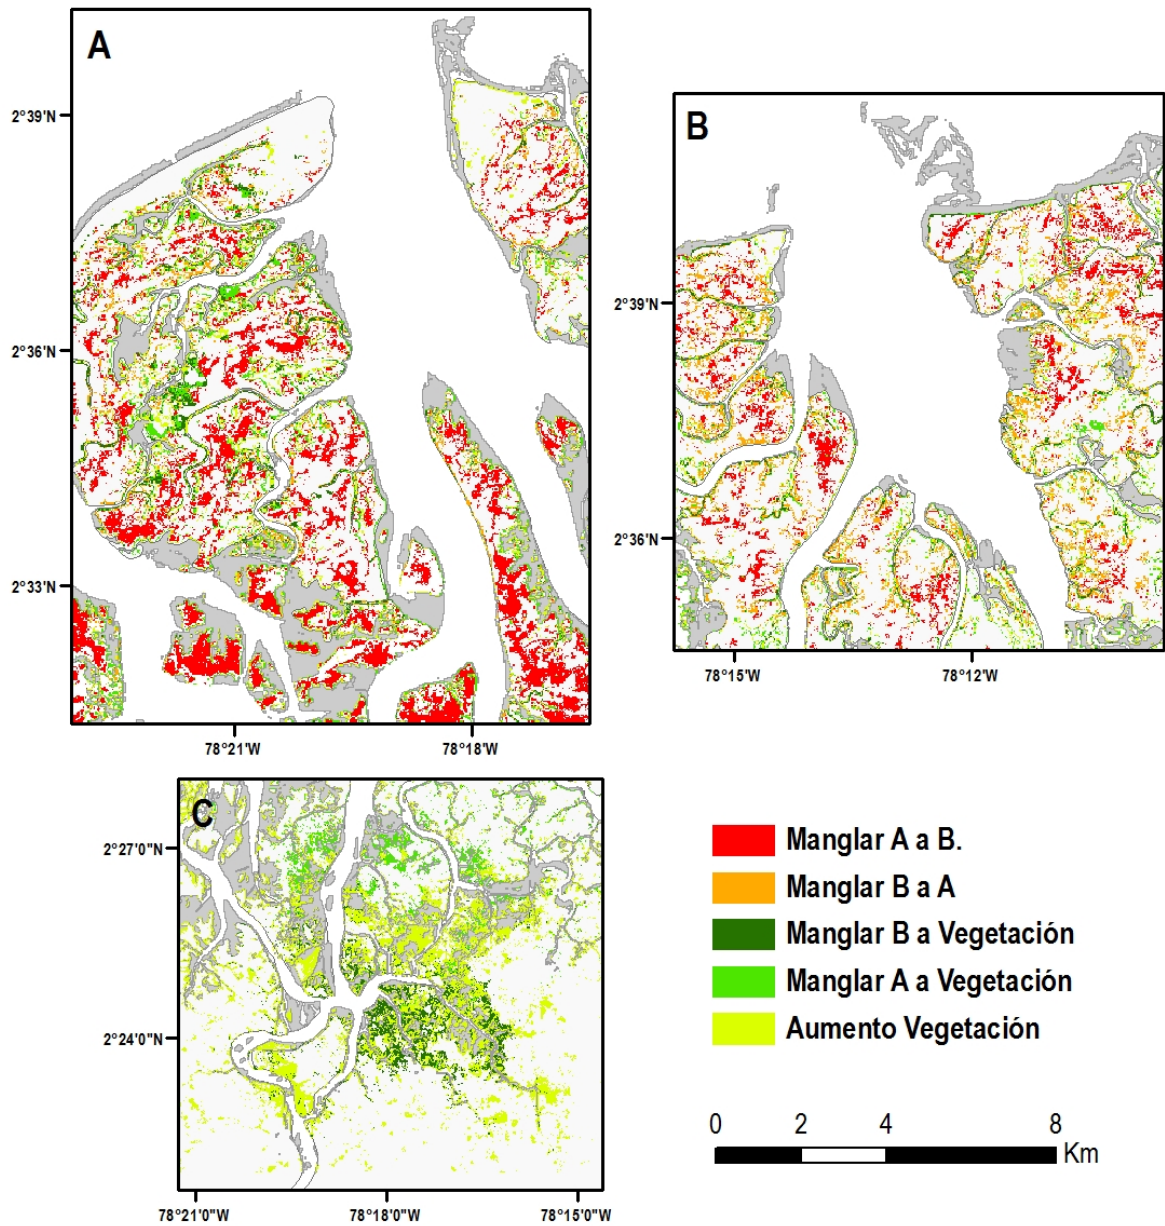 A
2°39'N
2°36'N
2°33'N
78°21'W
78°18'W
B
2°39'N
2°36'N
78°15'W
78°12'W
C
2°27'0"N
2°24'0"N
78°21'0"W
78°18'0"W
78°15'0"W
Manglar A a B.
Manglar B a A
Manglar B a Vegetación
Manglar A a Vegetación
Aumento Vegetación
0 2 4 8
Km